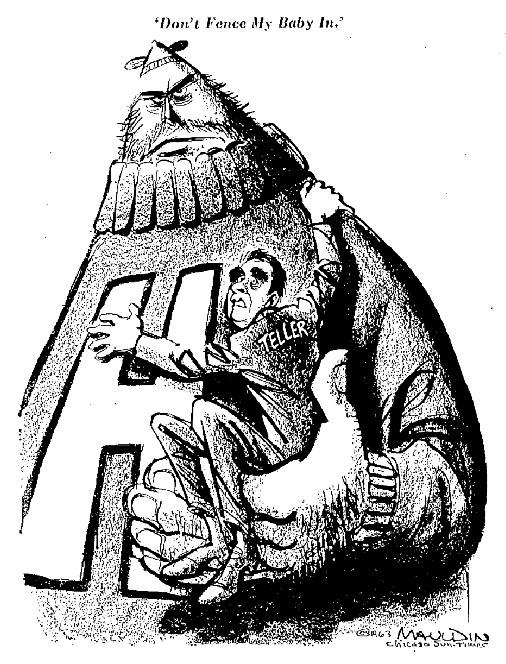 'Don't Fence My Baby In.'
H
TELLER
©1963 MAULDIN
CHICAGO SUN-TIMES